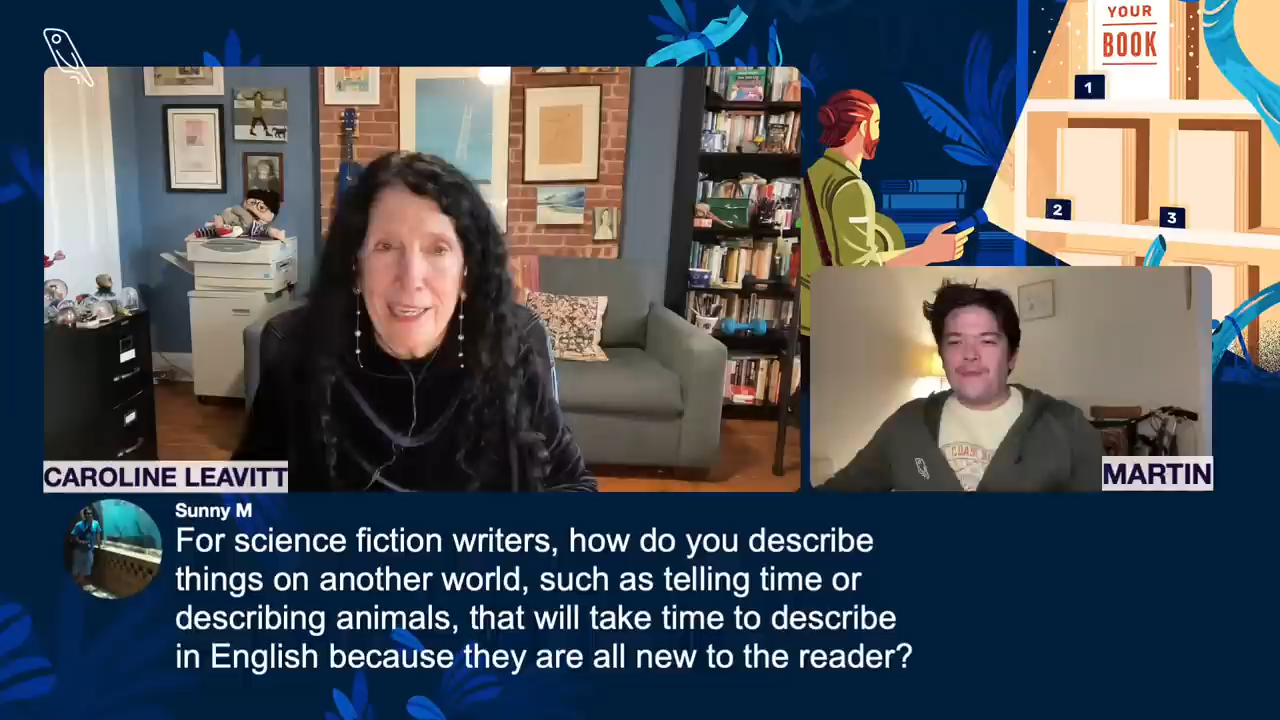 YOUR
BOOK
1
2
3
CAROLINE LEAVITT
MARTIN
Sunny M
For science fiction writers, how do you describe
things on another world, such as telling time or
describing animals, that will take time to describe
in English because they are all new to the reader?